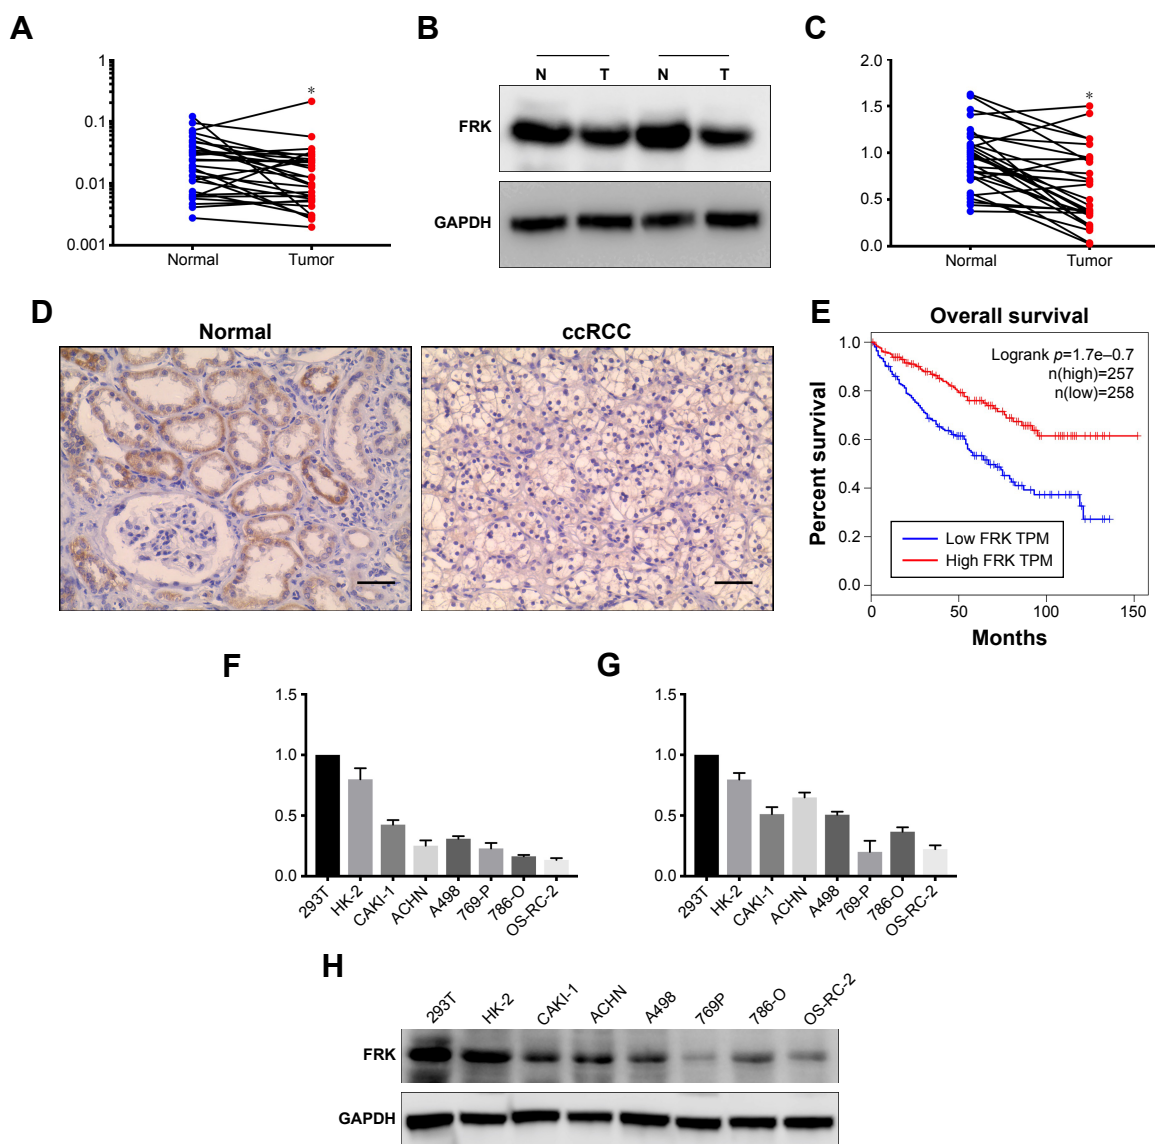 A
1
0.1
0.01
0.001
*
Normal
Tumor
B
N
T
N
T
FRK
GAPDH
C
2.0
1.5
1.0
0.5
0.0
*
Normal
Tumor
D
Normal
ccRCC
E
Overall survival
Logrank p=1.7e–0.7
n(high)=257
n(low)=258
1.0
0.8
0.6
0.4
0.2
0.0
Percent survival
Low FRK TPM
High FRK TPM
0
50
100
150
Months
F
1.5
1.0
0.5
0.0
293T
HK-2
CAKI-1
ACHN
A498
769-P
786-O
OS-RC-2
G
1.5
1.0
0.5
0.0
293T
HK-2
CAKI-1
ACHN
A498
769-P
786-O
OS-RC-2
H
293T
HK-2
CAKI-1
ACHN
A498
769P
786-O
OS-RC-2
FRK
GAPDH